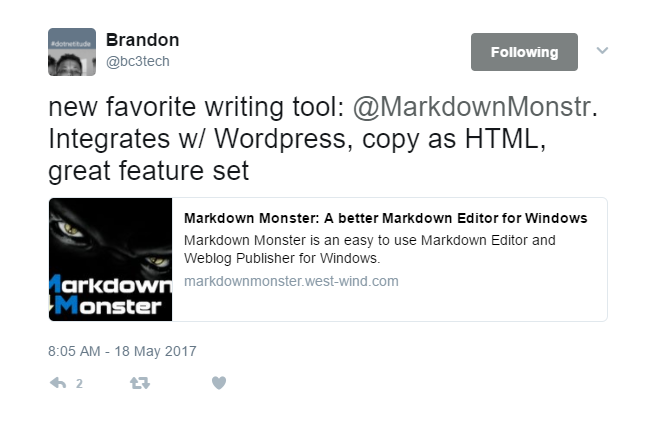 #dotnetitude
Brandon
@bc3tech
Following
new favorite writing tool: @MarkdownMonstr.
Integrates w/ Wordpress, copy as HTML,
great feature set
Markdown
Monster
Markdown Monster: A better Markdown Editor for Windows
Markdown Monster is an easy to use Markdown Editor and
Weblog Publisher for Windows.
markdownmonster.west-wind.com
8:05 AM - 18 May 2017
2